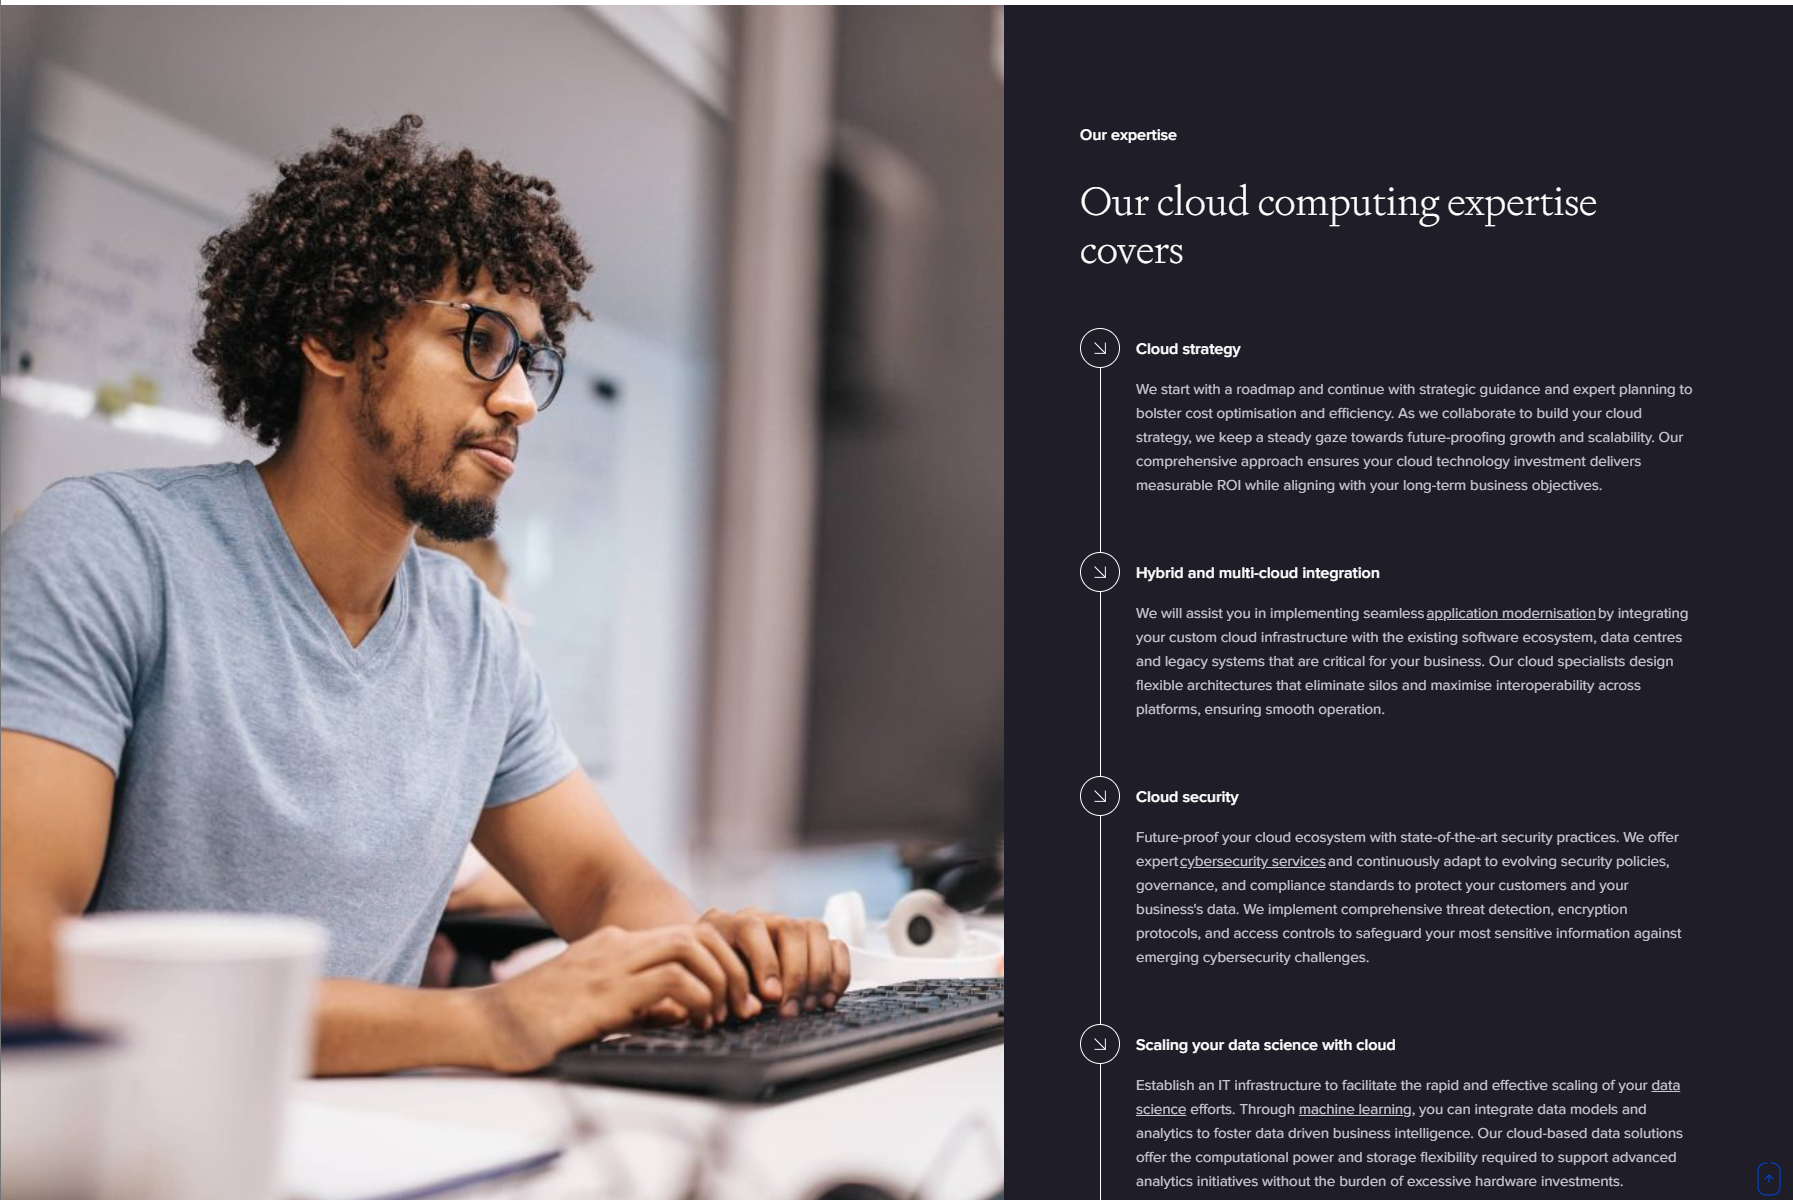 Our expertise
Our cloud computing expertise
covers
Cloud strategy
We start with a roadmap and continue with strategic guidance and expert planning to
bolster cost optimisation and efficiency. As we collaborate to build your cloud
strategy, we keep a steady gaze towards future-proofing growth and scalability. Our
comprehensive approach ensures your cloud technology investment delivers
measurable ROI while aligning with your long-term business objectives.
Hybrid and multi-cloud integration
We will assist you in implementing seamless application modernisation by integrating
your custom cloud infrastructure with the existing software ecosystem, data centres
and legacy systems that are critical for your business. Our cloud specialists design
flexible architectures that eliminate silos and maximise interoperability across
platforms, ensuring smooth operation.
Cloud security
Future-proof your cloud ecosystem with state-of-the-art security practices. We offer
expert cybersecurity services and continuously adapt to evolving security policies,
governance, and compliance standards to protect your customers and your
business's data. We implement comprehensive threat detection, encryption
protocols, and access controls to safeguard your most sensitive information against
emerging cybersecurity challenges.
Scaling your data science with cloud
Establish an IT infrastructure to facilitate the rapid and effective scaling of your data
science efforts. Through machine learning, you can integrate data models and
analytics to foster data driven business intelligence. Our cloud-based data solutions
offer the computational power and storage flexibility required to support advanced
analytics initiatives without the burden of excessive hardware investments.